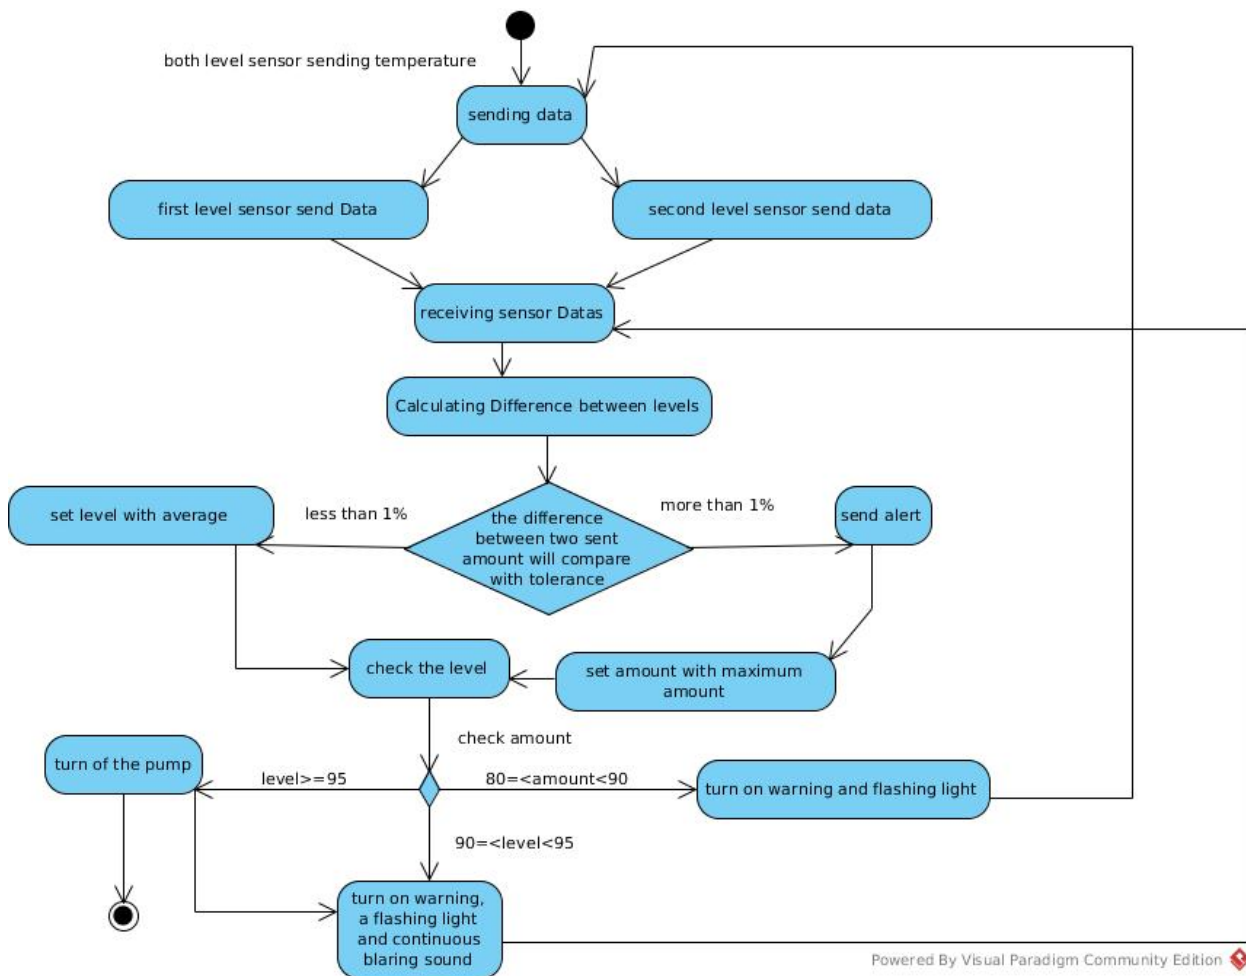 both level sensor sending temperature
sending data
first level sensor send Data
second level sensor send data
receiving sensor Datas
Calculating Difference between levels
set level with average
less than 1%
the difference
between two sent
amount will compare
with tolerance
more than 1%
send alert
check the level
set amount with maximum
amount
check amount
turn of the pump
level>=95
80=<amount<90
turn on warning and flashing light
90=<level<95
turn on warning,
a flashing light
and continuous
blaring sound
Powered By Visual Paradigm Community Edition